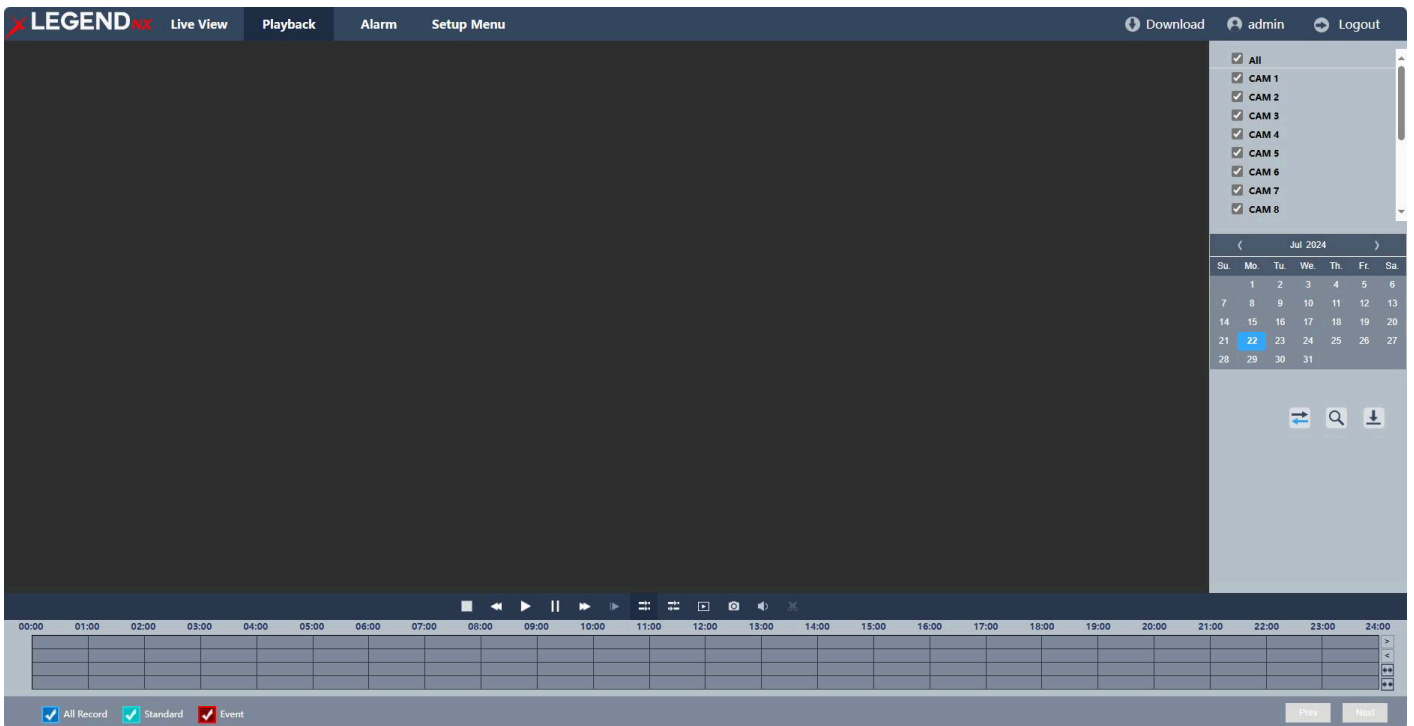 LEGEND NX Live View Playback Alarm Setup Menu Download admin Logout
All
CAM 1
CAM 2
CAM 3
CAM 4
CAM 5
CAM 6
CAM 7
CAM 8
Jul 2024
Su. Mo. Tu. We. Th. Fr. Sa.
1 2 3 4 5 6
7 8 9 10 11 12 13
14 15 16 17 18 19 20
21 22 23 24 25 26 27
28 29 30 31
00:00 01:00 02:00 03:00 04:00 05:00 06:00 07:00 08:00 09:00 10:00 11:00 12:00 13:00 14:00 15:00 16:00 17:00 18:00 19:00 20:00 21:00 22:00 23:00 24:00
All Record Standard Event Prev Next